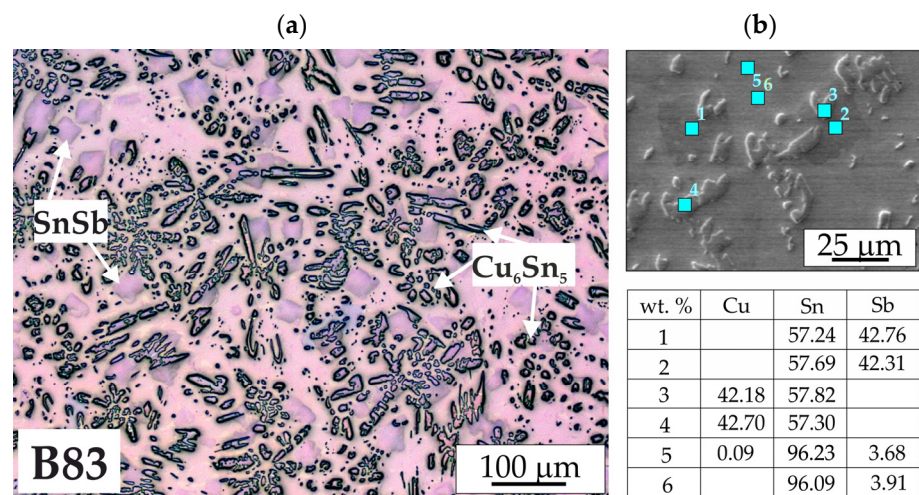 (a)
SnSb
Cu6Sn5
B83
100 µm
(b)
5
6
3
1
2
4
25 µm
wt. % Cu Sn Sb
1 57.24 42.76
2 57.69 42.31
3 42.18 57.82
4 42.70 57.30
5 0.09 96.23 3.68
6 96.09 3.91